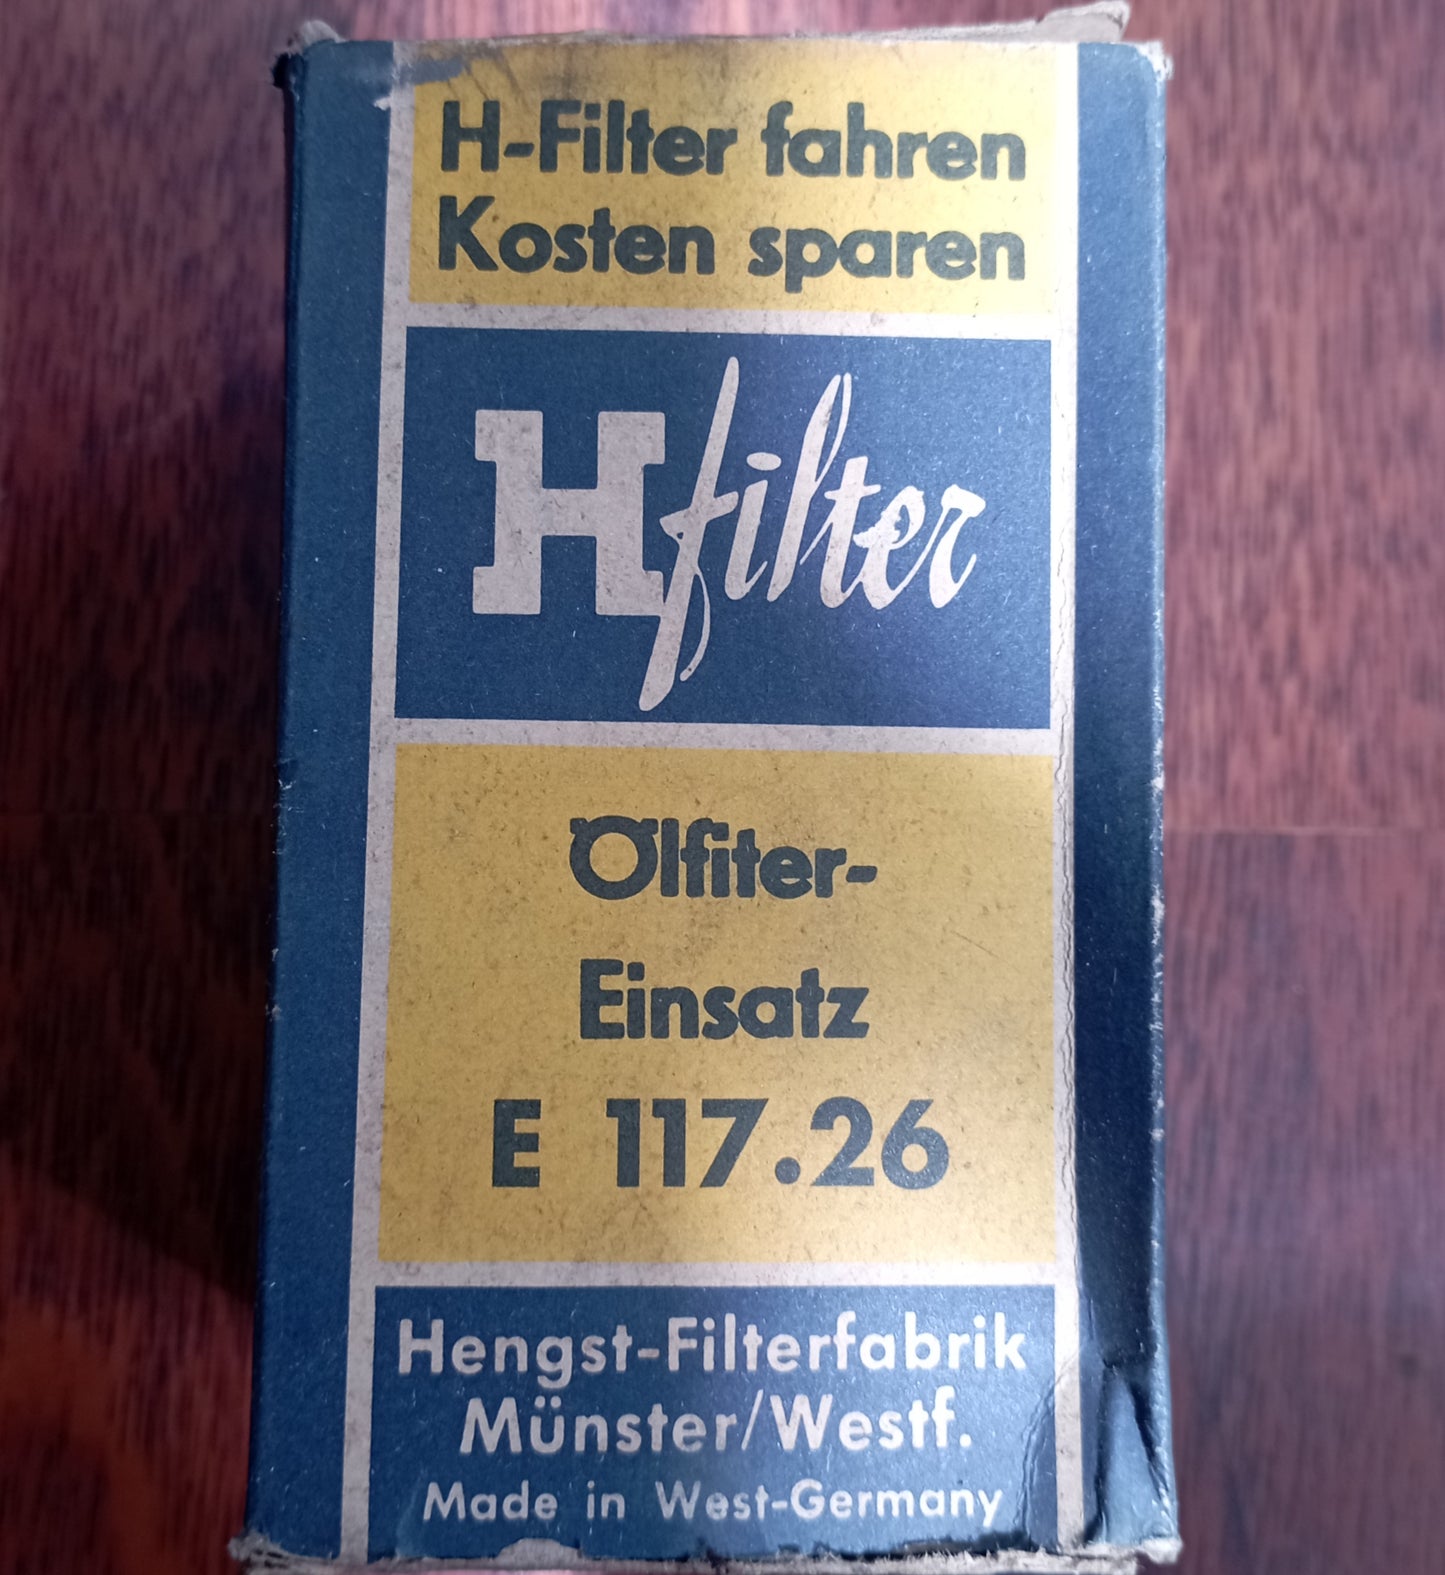 H-Filter fahren
Kosten sparen
Hfilter
Ölfiter-
Einsatz
E 117.26
Hengst-Filterfabrik
Münster/Westf.
Made in West-Germany